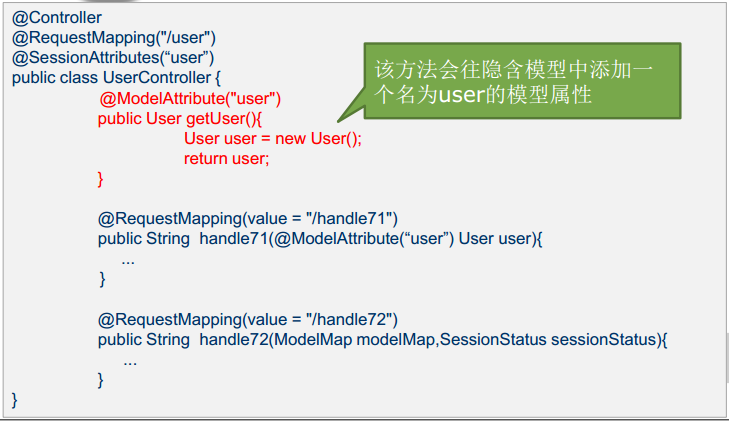 @Controller
@RequestMapping("/user")
@SessionAttributes(“user”)
public class UserController {
@ModelAttribute("user")
public User getUser(){
User user = new User();
return user;
}
该方法会往隐含模型中添加一
个名为user的模型属性
@RequestMapping(value = "/handle71")
public String handle71(@ModelAttribute(“user”) User user){
...
}
@RequestMapping(value = "/handle72")
public String handle72(ModelMap modelMap,SessionStatus sessionStatus){
...
}
}